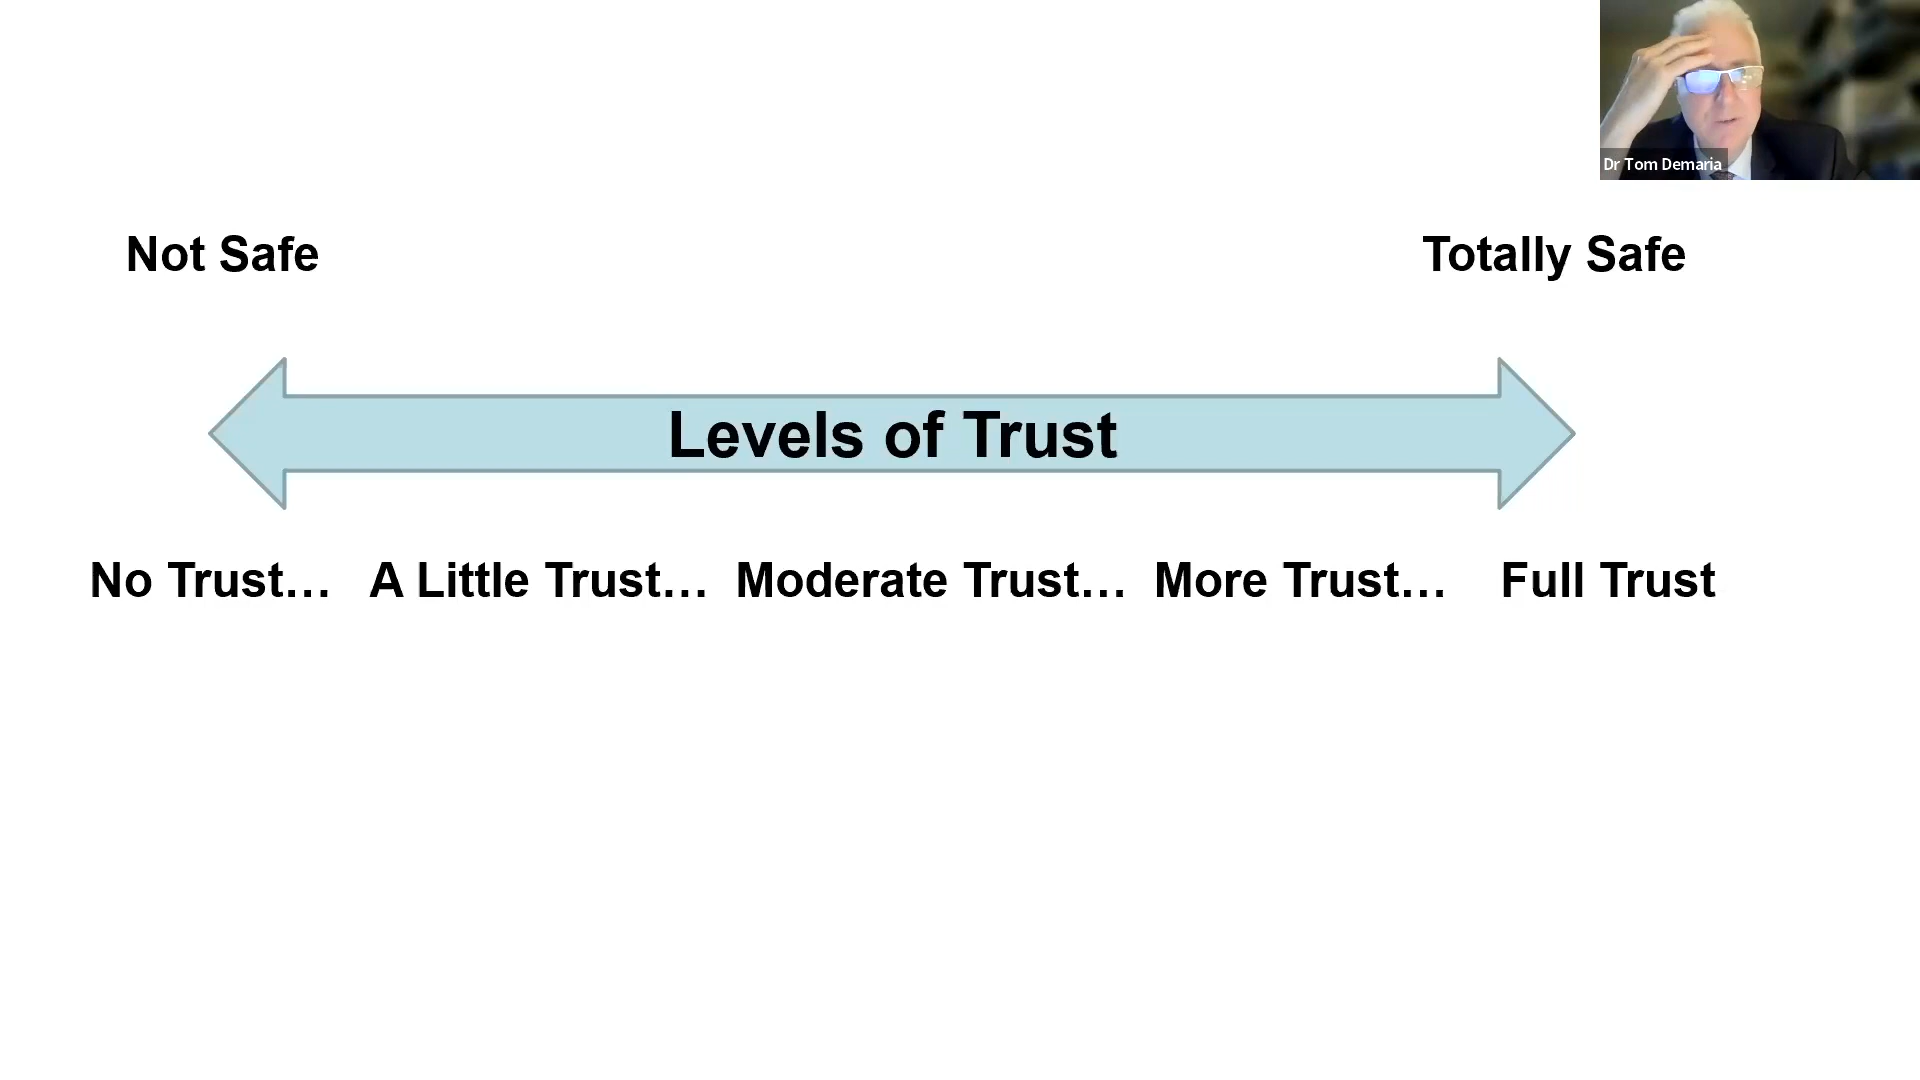 Dr Tom Demaria
Not Safe Totally Safe
Levels of Trust
No Trust… A Little Trust… Moderate Trust… More Trust… Full Trust